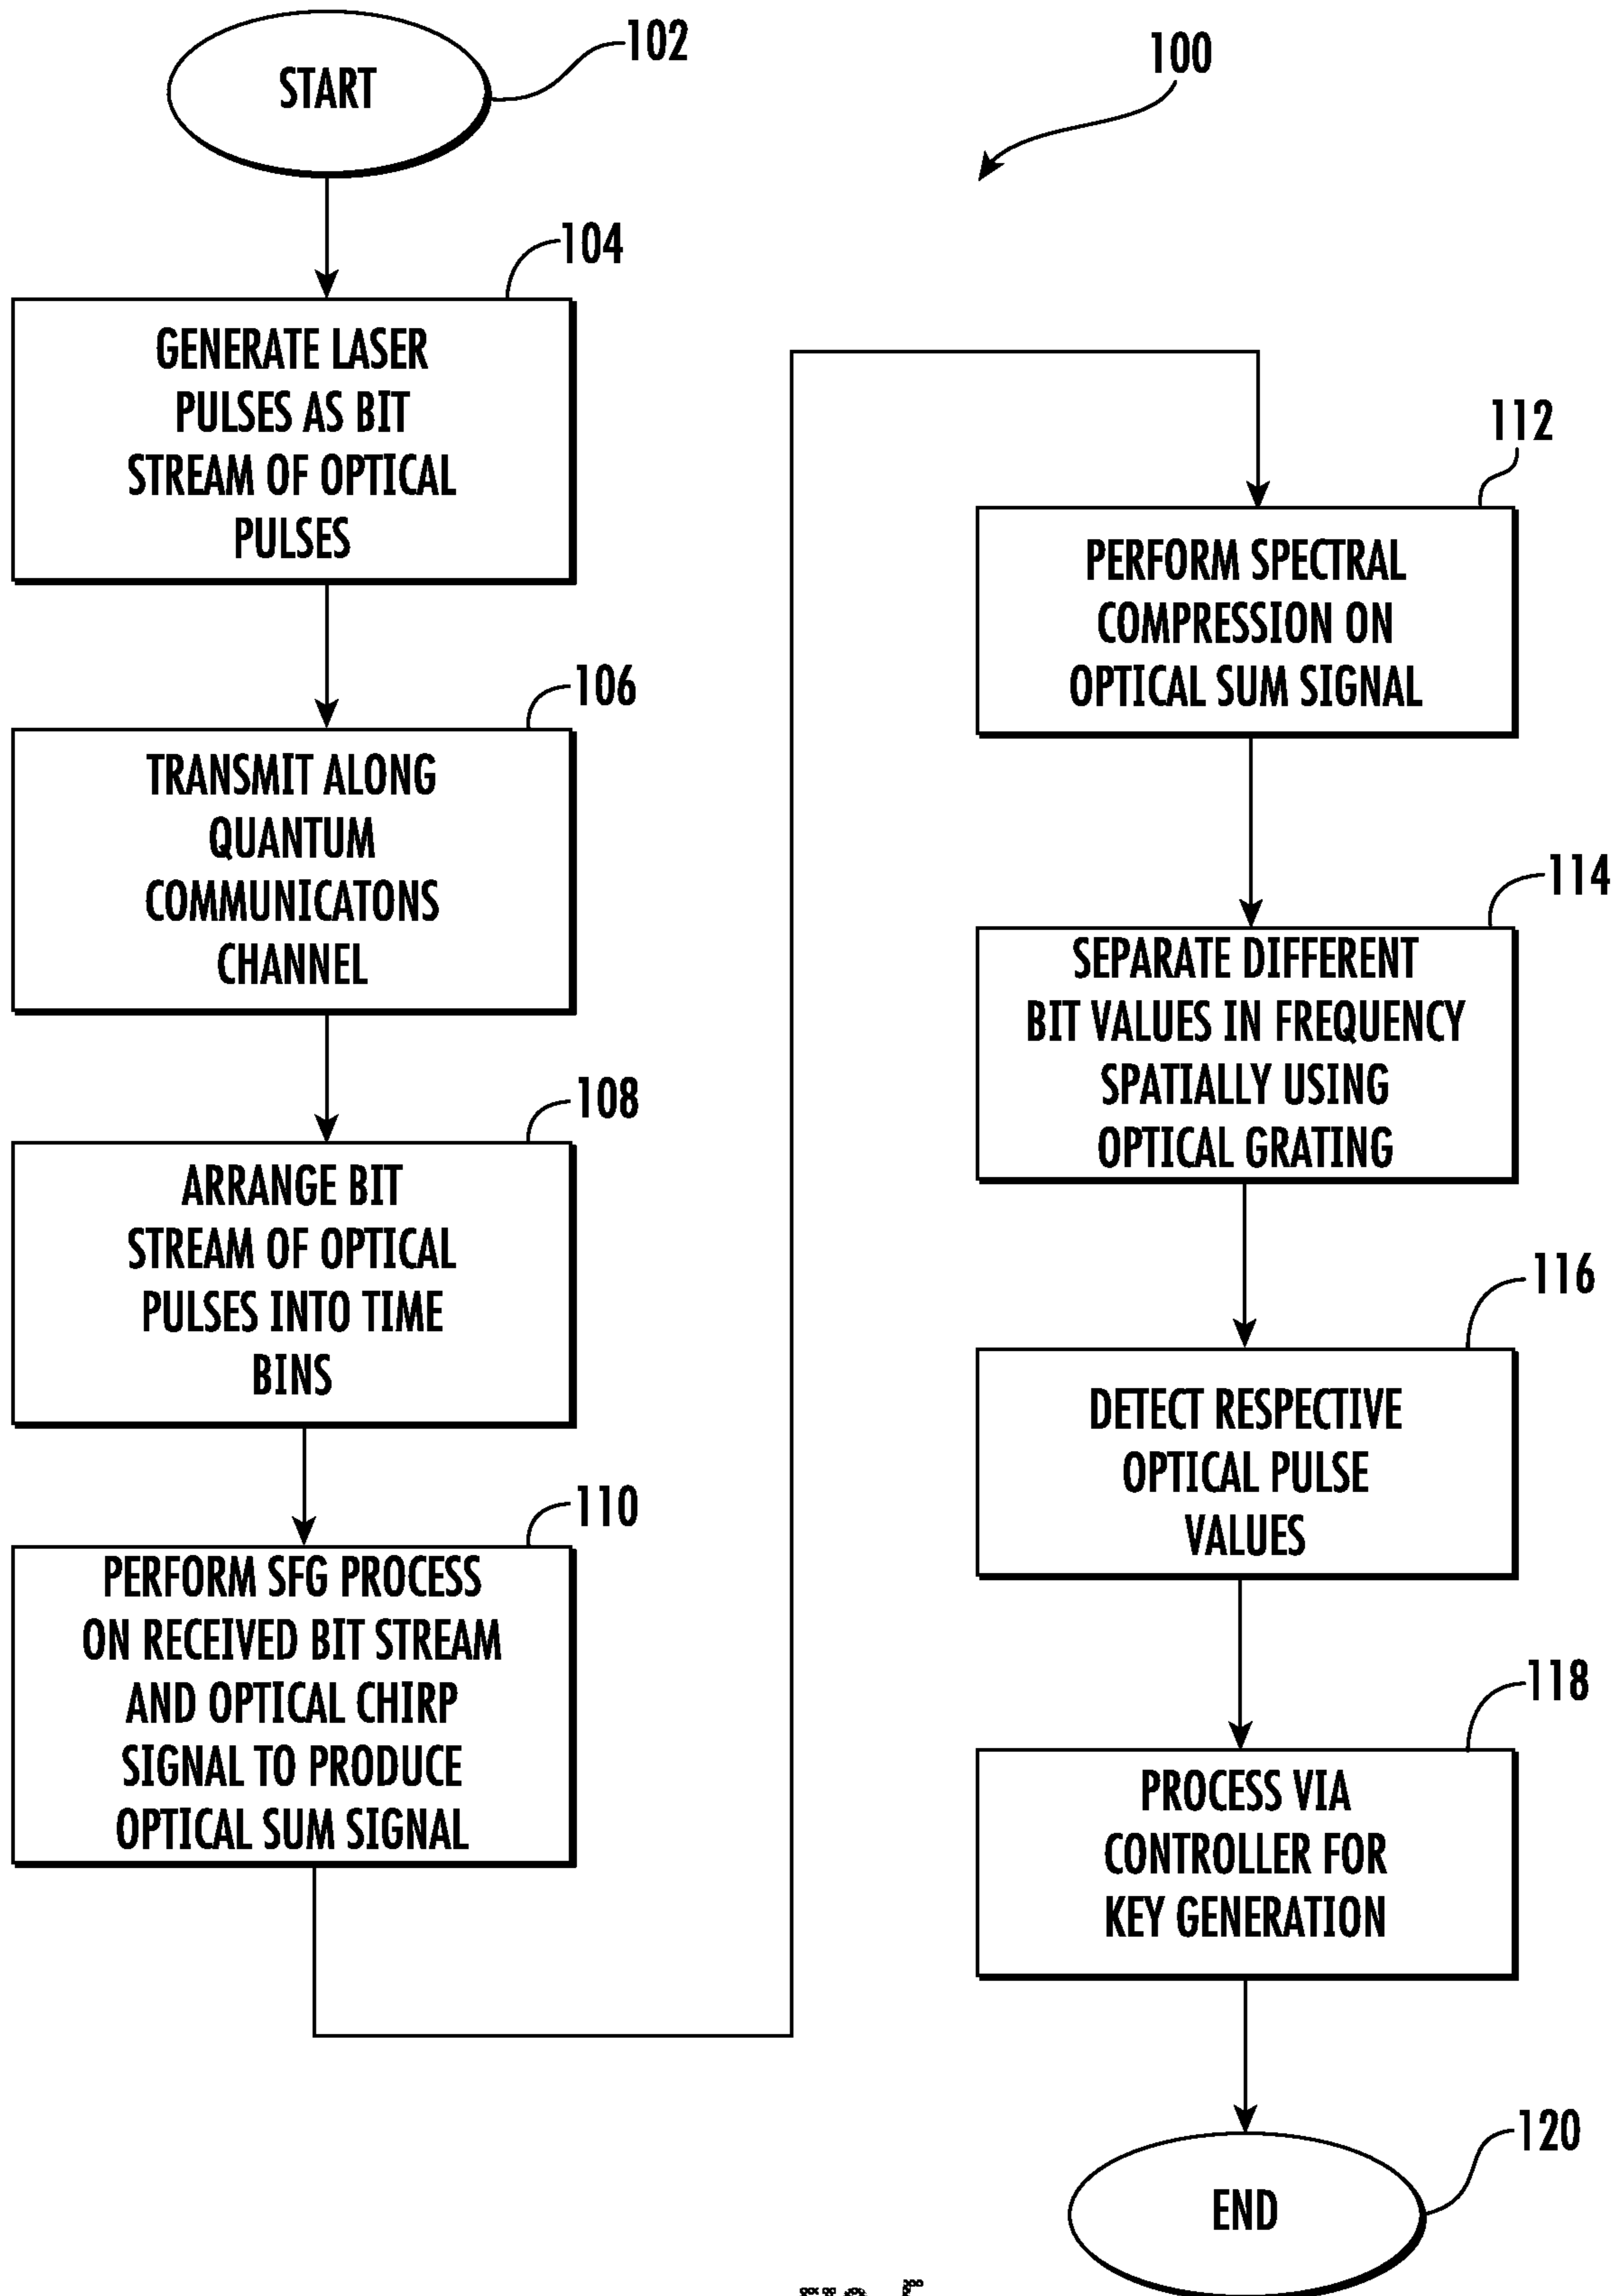 START
102
100
104
GENERATE LASER
PULSES AS BIT
STREAM OF OPTICAL
PULSES
106
TRANSMIT ALONG
QUANTUM
COMMUNICATONS
CHANNEL
108
ARRANGE BIT
STREAM OF OPTICAL
PULSES INTO TIME
BINS
110
PERFORM SFG PROCESS
ON RECEIVED BIT STREAM
AND OPTICAL CHIRP
SIGNAL TO PRODUCE
OPTICAL SUM SIGNAL
112
PERFORM SPECTRAL
COMPRESSION ON
OPTICAL SUM SIGNAL
114
SEPARATE DIFFERENT
BIT VALUES IN FREQUENCY
SPATIALLY USING
OPTICAL GRATING
116
DETECT RESPECTIVE
OPTICAL PULSE
VALUES
118
PROCESS VIA
CONTROLLER FOR
KEY GENERATION
120
END